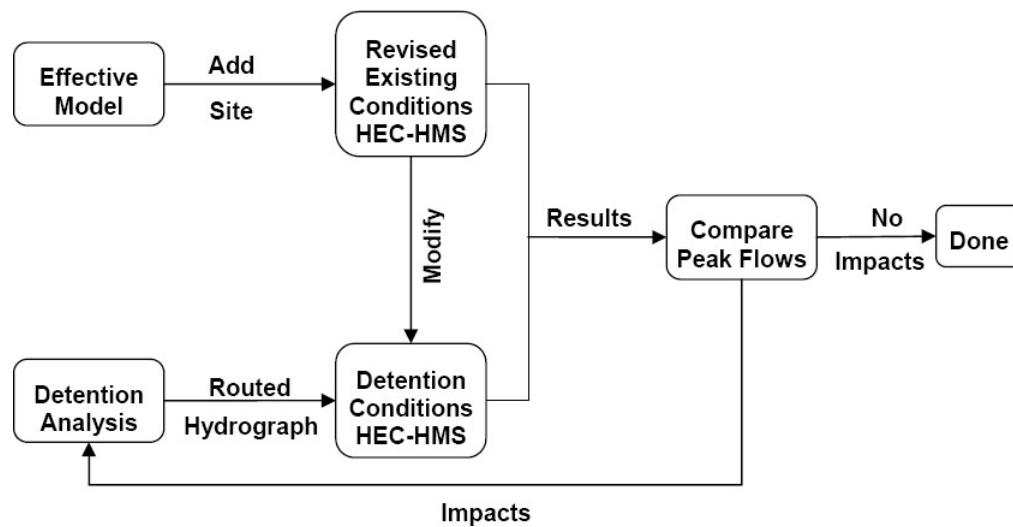 Effective
Model
Add
Site
Revised
Existing
Conditions
HEC-HMS
Modify
Results
Compare
Peak Flows
No
Impacts
Done
Detention
Analysis
Routed
Hydrograph
Detention
Conditions
HEC-HMS
Impacts